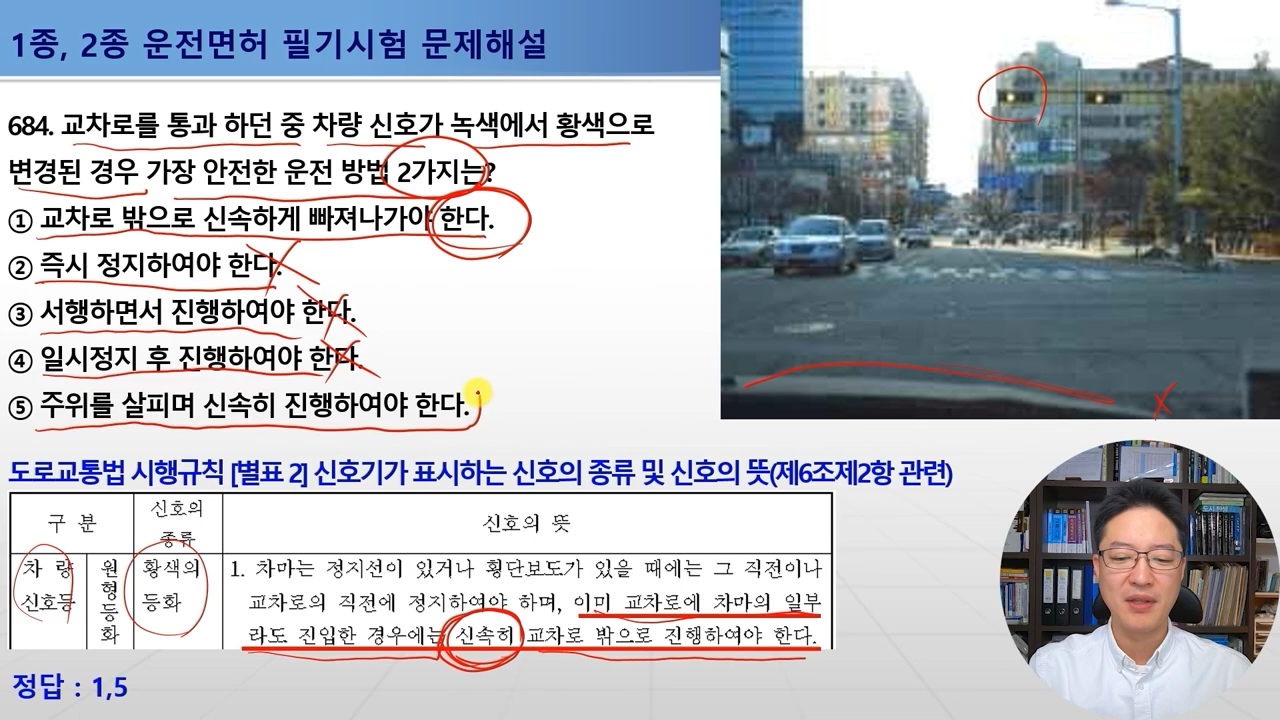 1종, 2종 운전면허 필기시험 문제해설
684. 교차로를 통과 하던 중 차량 신호가 녹색에서 황색으로
변경된 경우 가장 안전한 운전 방법 2가지는?
① 교차로 밖으로 신속하게 빠져나가야 한다.
② 즉시 정지하여야 한다.
③ 서행하면서 진행하여야 한다.
④ 일시정지 후 진행하여야 한다.
⑤ 주위를 살피며 신속히 진행하여야 한다.
도로교통법 시행규칙 [별표 2] 신호기가 표시하는 신호의 종류 및 신호의 뜻(제6조제2항 관련)
구 분
신호의
종류
신호의 뜻
차 량
신호등
원
형
등
화
황색의
등화
1. 차마는 정지선이 있거나 횡단보도가 있을 때에는 그 직전이나
교차로의 직전에 정지하여야 하며, 이미 교차로에 차마의 일부
라도 진입한 경우에는 신속히 교차로 밖으로 진행하여야 한다.
정답 : 1,5